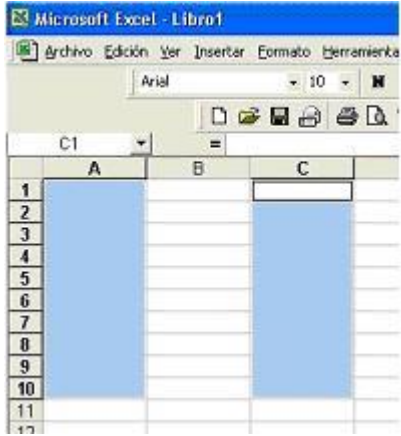 Microsoft Excel - Libro1
Archivo Edición Ver Insertar Formato Herramienta
Arial 10 N
C1 =
A B C
1
2
3
4
5
6
7
8
9
10
11
12